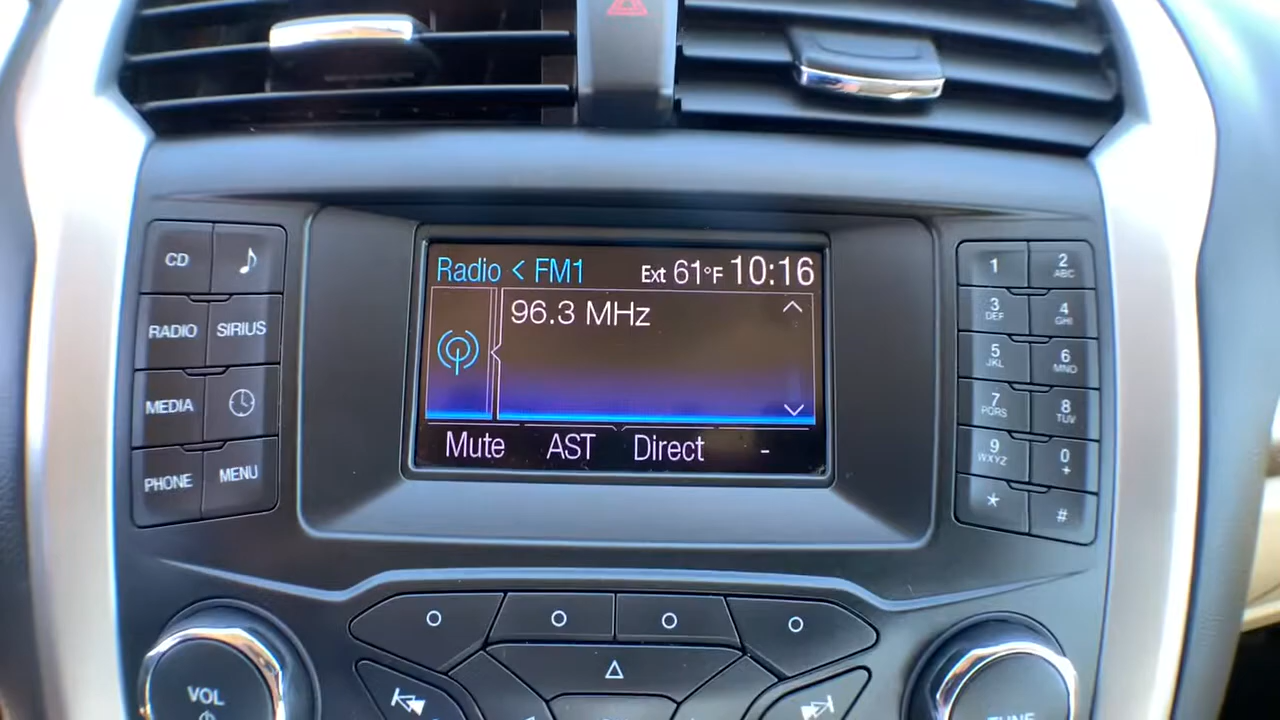 Radio < FM1
Ext 61°F 10:16
96.3 MHz
Mute AST Direct -
CD
RADIO SIRIUS
MEDIA
PHONE MENU
1 2 ABC
3 DEF 4 GHI
5 JKL 6 MNO
7 PQRS 8 TUV
9 WXYZ 0 +
* #
VOL
TUNE